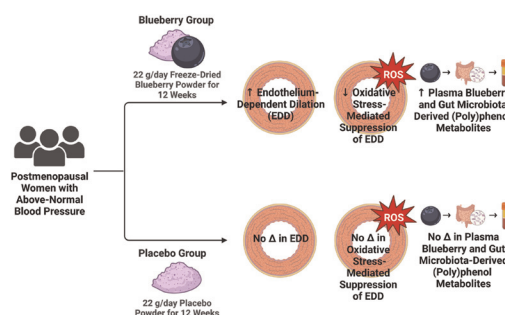 Blueberry Group
22 g/day Freeze-Dried
Blueberry Powder for
12 Weeks
↑ Endothelium-
Dependent Dilation
(EDD)
ROS
↓ Oxidative
Stress-
Mediated
Suppression
of EDD
↑ Plasma Blueberry
and Gut Microbiota-
Derived (Poly)phenol
Metabolites
Postmenopausal
Women with
Above-Normal
Blood Pressure
Placebo Group
22 g/day Placebo
Powder for 12 Weeks
No Δ in EDD
ROS
No Δ in
Oxidative
Stress-
Mediated
Suppression
of EDD
No Δ in Plasma
Blueberry and Gut
Microbiota-Derived
(Poly)phenol
Metabolites